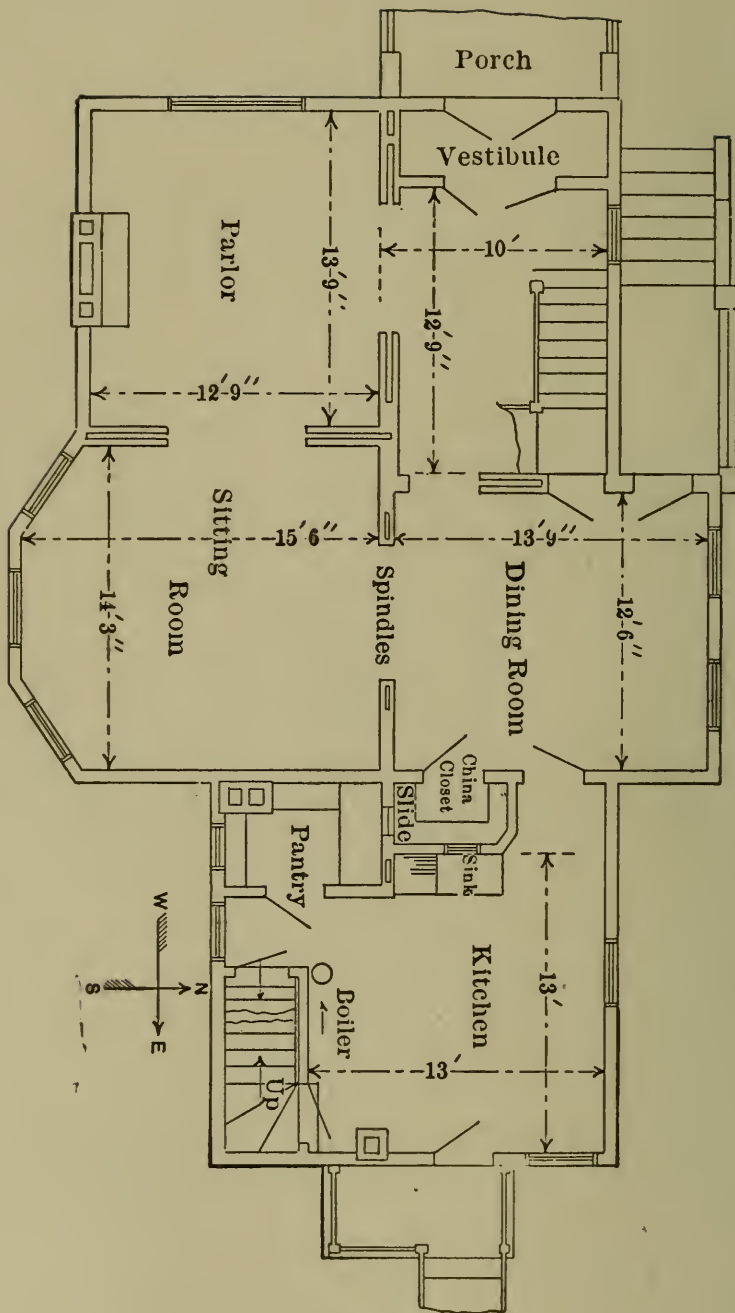 Porch
Vestibule
Parlor
13'9"
10'
12'-9"
12'9"
Sitting
Room
15'6"
14'-3"
Spindles
Dining Room
13'-9"
12'-6"
China
Closet
Slide
Sink
Pantry
Kitchen
13'
13'
Boiler
Up
W
N
S
E